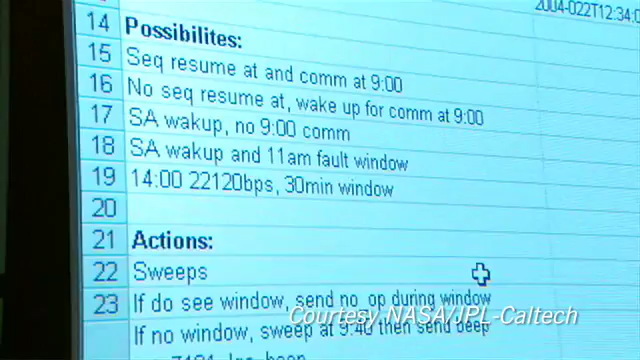 2004-022T12:34:0
14 Possibilites:
15 Seq resume at and comm at 9:00
16 No seq resume at, wake up for comm at 9:00
17 SA wakup, no 9:00 comm
18 SA wakup and 11am fault window
19 14:00 22120bps, 30min window
20
21 Actions:
22 Sweeps
23 If do see window, send no_op during window
If no window, sweep at 9:40 then send beep
Courtesy NASA/JPL-Caltech